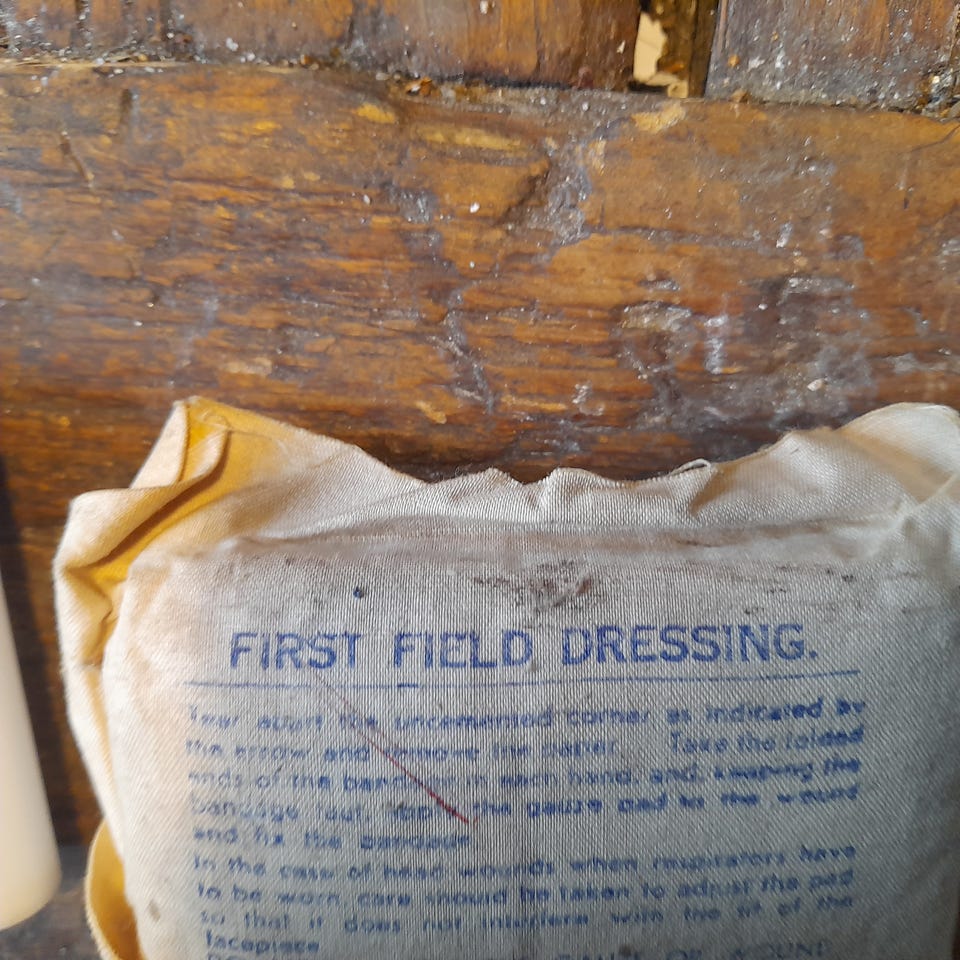 FIRST FIELD DRESSING.
Tear apart the uncemented corner as indicated by
the arrow and remove the paper. Take the folded
ends of the bandage in each hand, and, keeping the
bandage taut, apply the gauze pad to the wound
and fix the bandage.
In the case of head wounds when respirators have
to be worn care should be taken to adjust the pad
so that it does not interfere with the fit of the
facepiece
OR WOUND